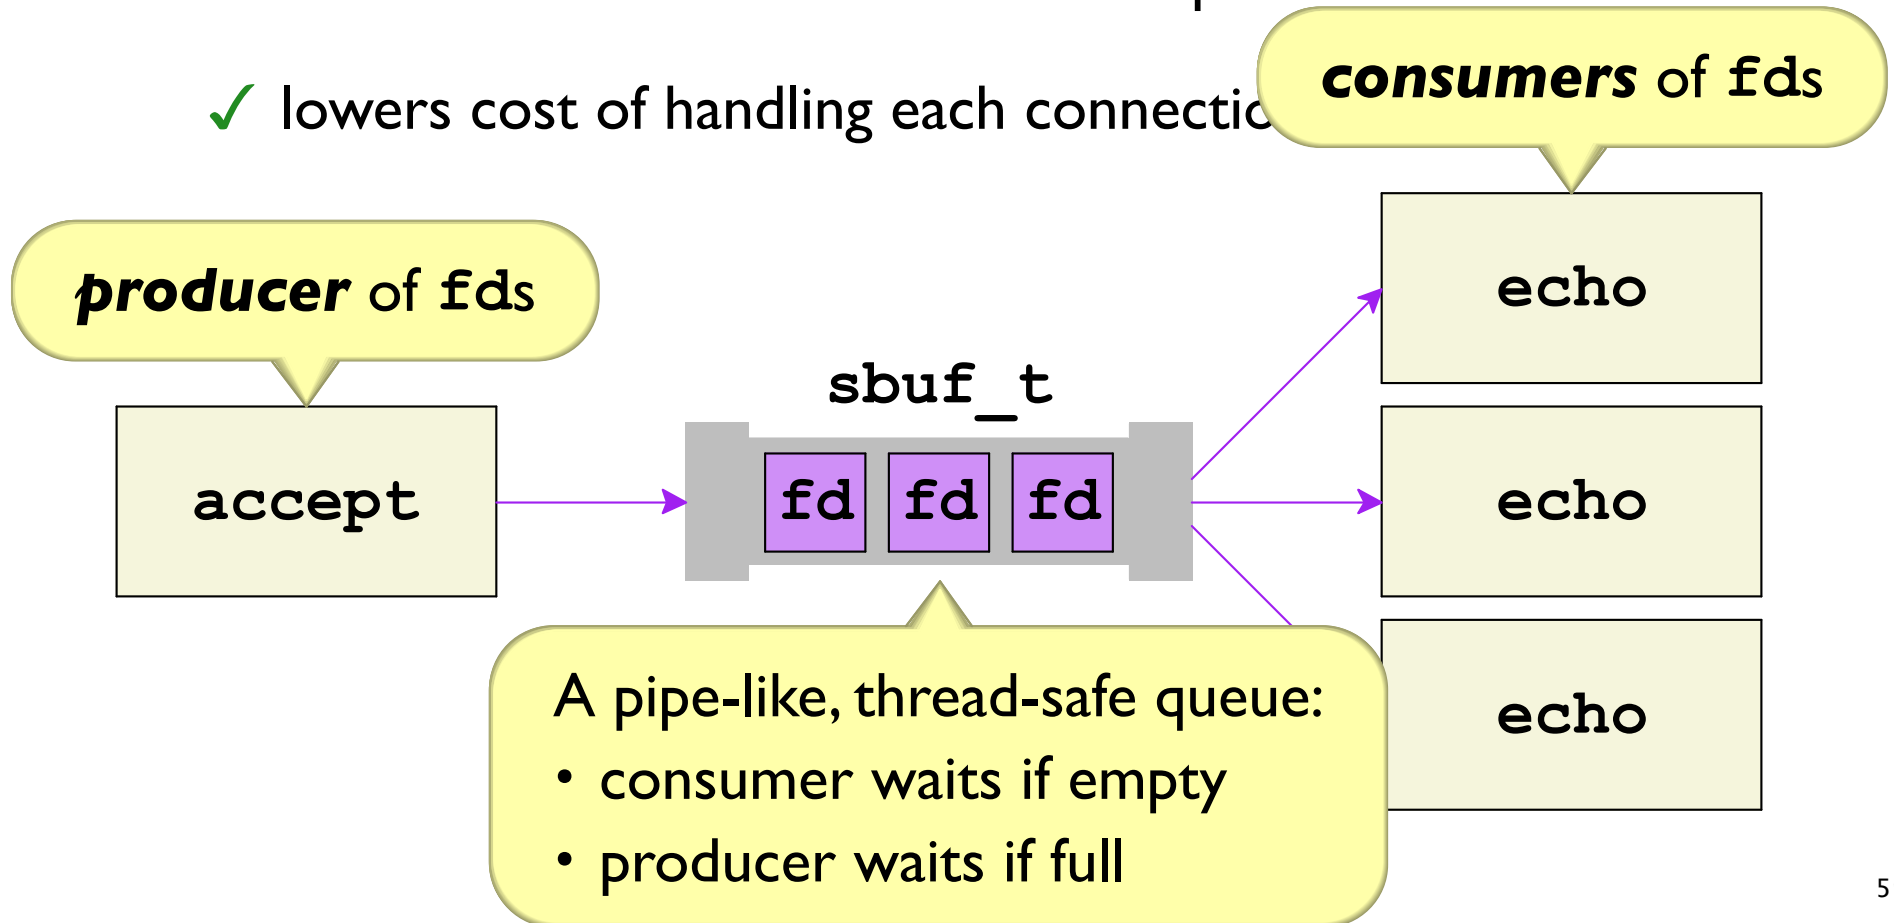 ✓ lowers cost of handling each connectio
consumers of fds
producer of fds
echo
sbuf_t
accept
fd fd fd
echo
A pipe-like, thread-safe queue:
• consumer waits if empty
• producer waits if full
echo
5